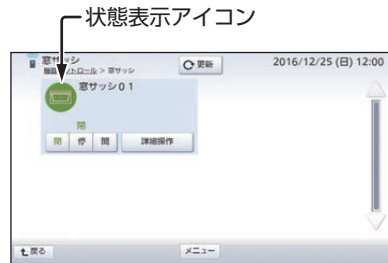 状態表示アイコン
窓サッシ
機器コントロール > 窓サッシ
更新
2016/12/25 (日) 12:00
窓サッシ01
閉
閉 停 開 詳細操作
戻る メニュー